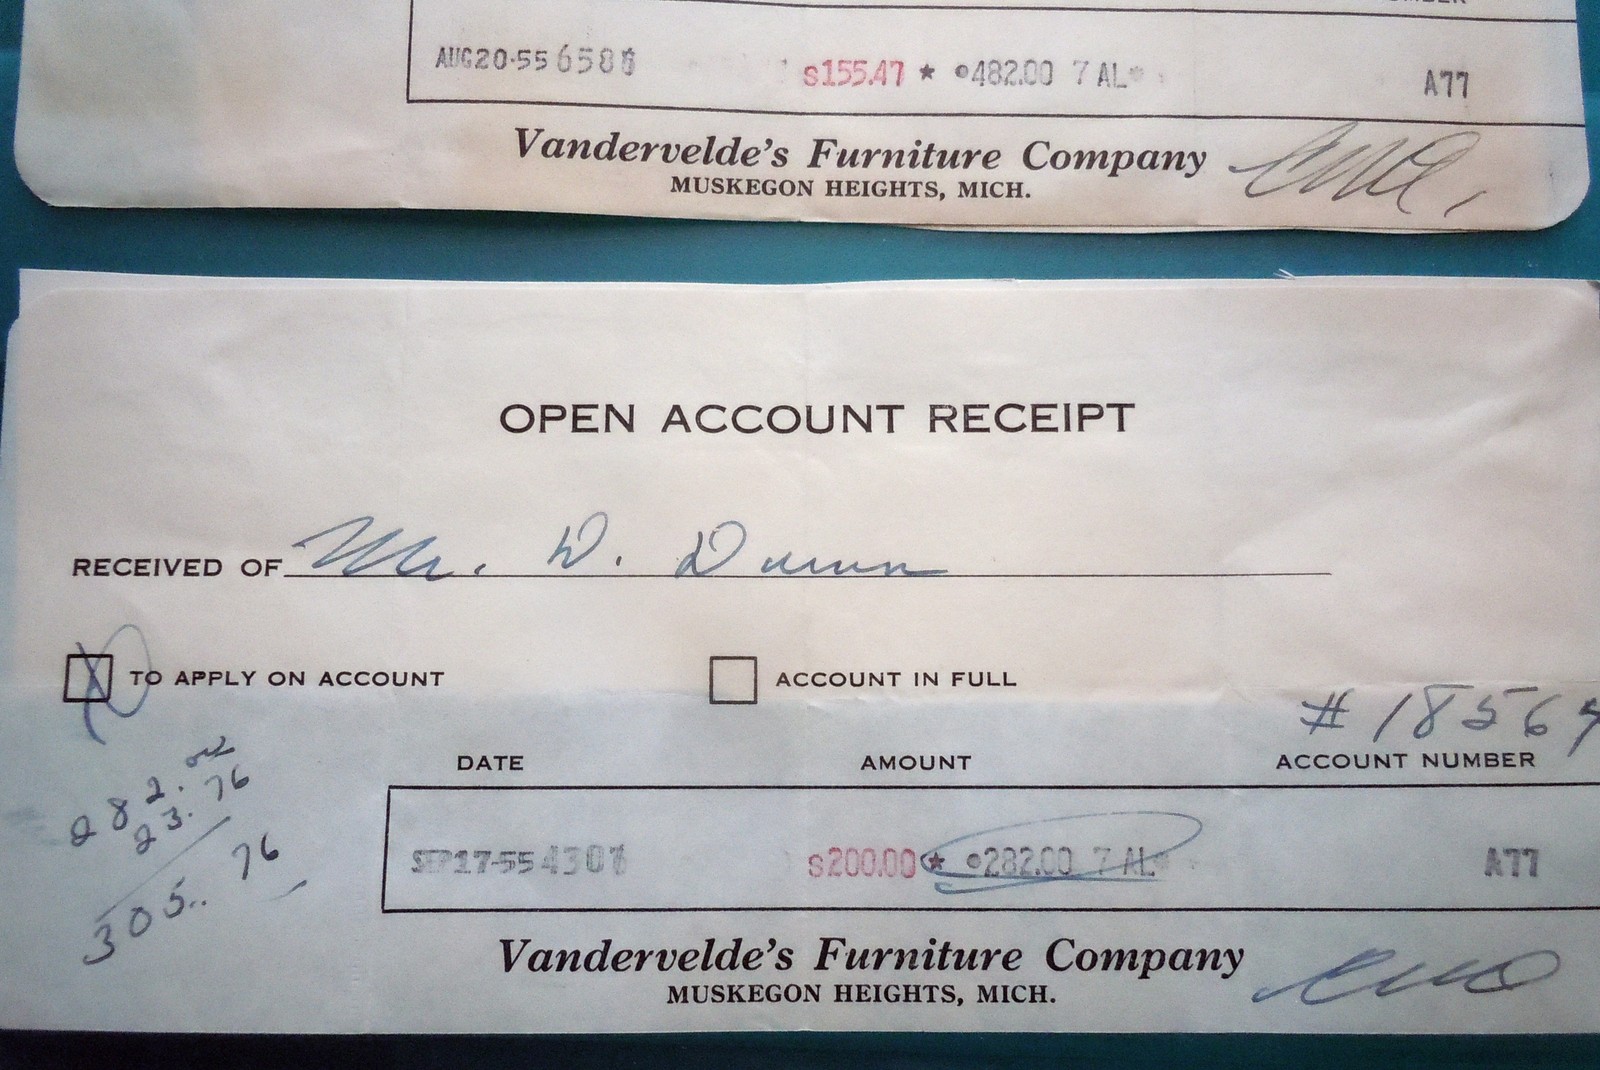 AUG20-55 6586 $155.47 * 482.00 7 AL A77
Vandervelde's Furniture Company
MUSKEGON HEIGHTS, MICH.
OPEN ACCOUNT RECEIPT
RECEIVED OF Mr. D. Dunn
TO APPLY ON ACCOUNT ACCOUNT IN FULL
# 18564
DATE AMOUNT ACCOUNT NUMBER
282.00
23.76
305.76
SEP17-55 4301 $200.00 * 282.00 7 AL A77
Vandervelde's Furniture Company
MUSKEGON HEIGHTS, MICH.